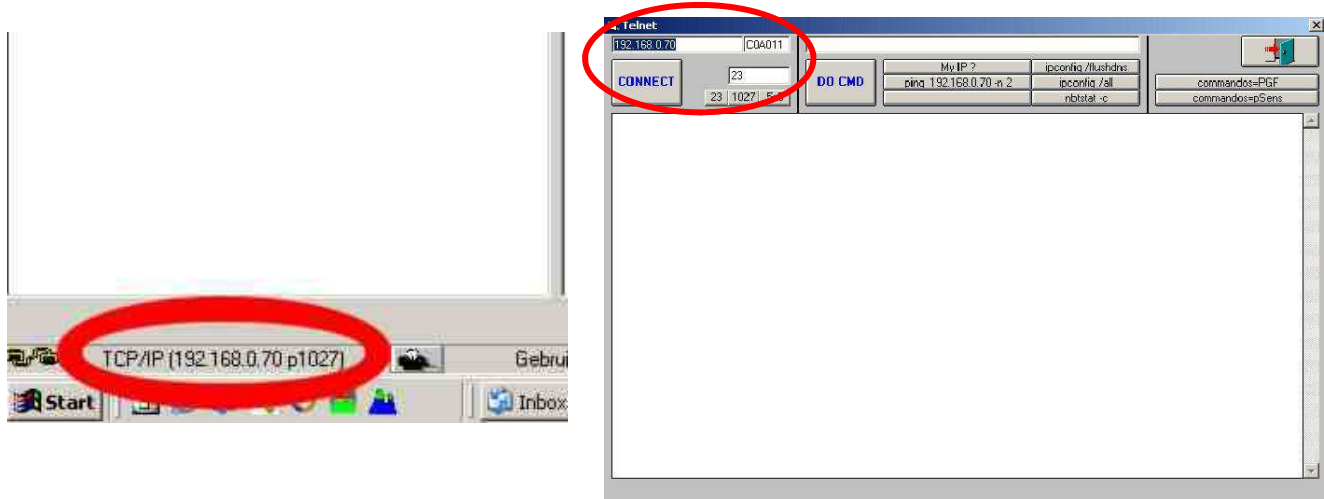 TCP/IP (192.168.0.70 p1027)
Gebrui
Start
Inbox
Telnet
192.168.0.70
C0A011
CONNECT
23
23
1027
DO CMD
My IP ?
ipconfig /flushdns
ping 192.168.0.70 -n 2
ipconfig /all
nbtstat -c
commandos=PGF
commandos=pSens